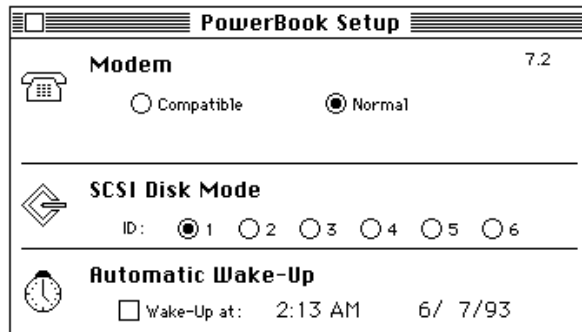 PowerBook Setup
Modem 7.2
Compatible Normal
SCSI Disk Mode
ID: 1 2 3 4 5 6
Automatic Wake-Up
Wake-Up at: 2:13 AM 6/ 7/93